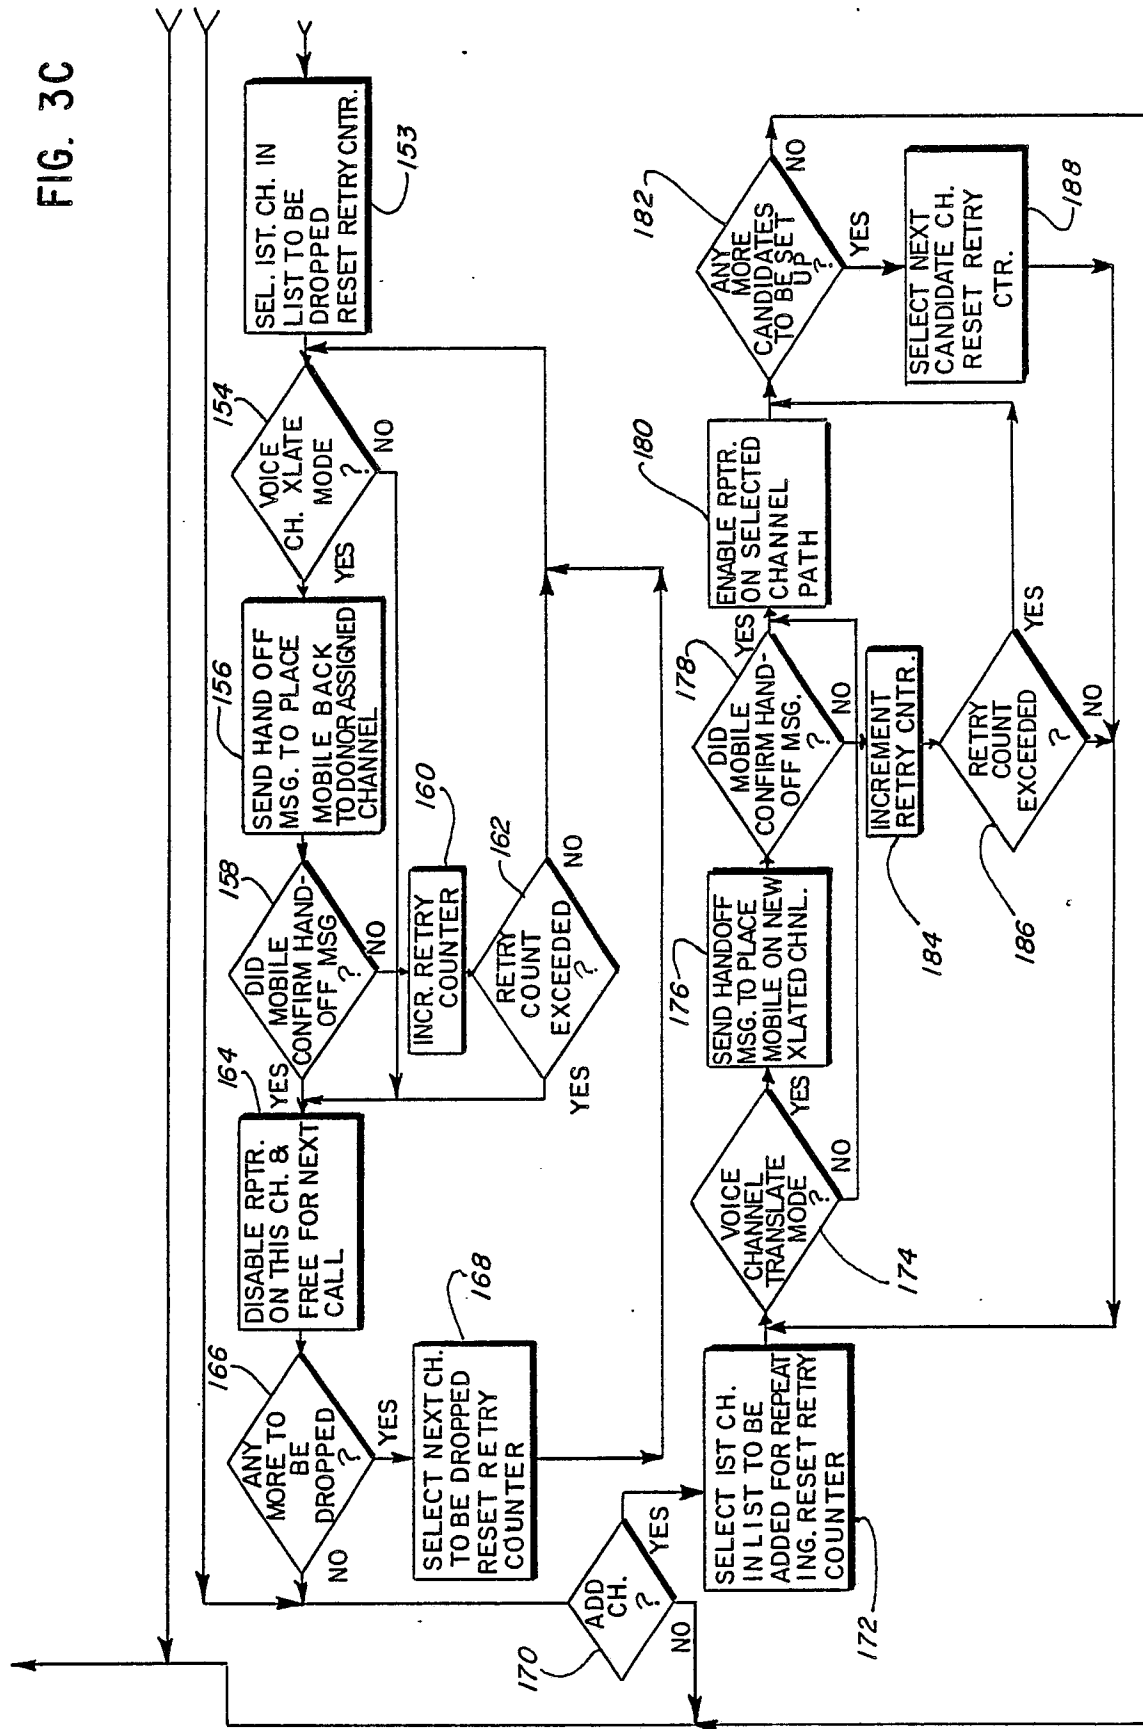 FIG. 3C
SEL. 1ST. CH. IN
LIST TO BE
DROPPED
RESET RETRY CNTR.
153
154
VOICE
CH. XLATE
MODE
?
NO
YES
156
SEND HAND OFF
MSG. TO PLACE
MOBILE BACK
TO DONOR ASSIGNED
CHANNEL
158
DID
MOBILE
CONFIRM HAND-
OFF MSG
?
NO
YES
160
INCR. RETRY
COUNTER
162
RETRY
COUNT
EXCEEDED
?
NO
YES
164
DISABLE RPTR.
ON THIS CH. &
FREE FOR NEXT
CALL
166
ANY
MORE TO
BE
DROPPED
?
YES
NO
168
SELECT NEXT CH.
TO BE DROPPED
RESET RETRY
COUNTER
170
ADD
CH.
?
YES
NO
172
SELECT 1ST CH.
IN LIST TO BE
ADDED FOR REPEAT
ING. RESET RETRY
COUNTER
174
VOICE
CHANNEL
TRANSLATE
MODE
?
YES
NO
176
SEND HANDOFF
MSG. TO PLACE
MOBILE ON NEW
XLATED CHNL.
178
DID
MOBILE
CONFIRM HAND-
OFF MSG.
?
YES
NO
180
ENABLE RPTR.
ON SELECTED
CHANNEL
PATH
182
ANY
MORE
CANDIDATES
TO BE SET
UP
?
NO
YES
184
INCREMENT
RETRY CNTR.
186
RETRY
COUNT
EXCEEDED
?
YES
NO
188
SELECT NEXT
CANDIDATE CH.
RESET RETRY
CTR.